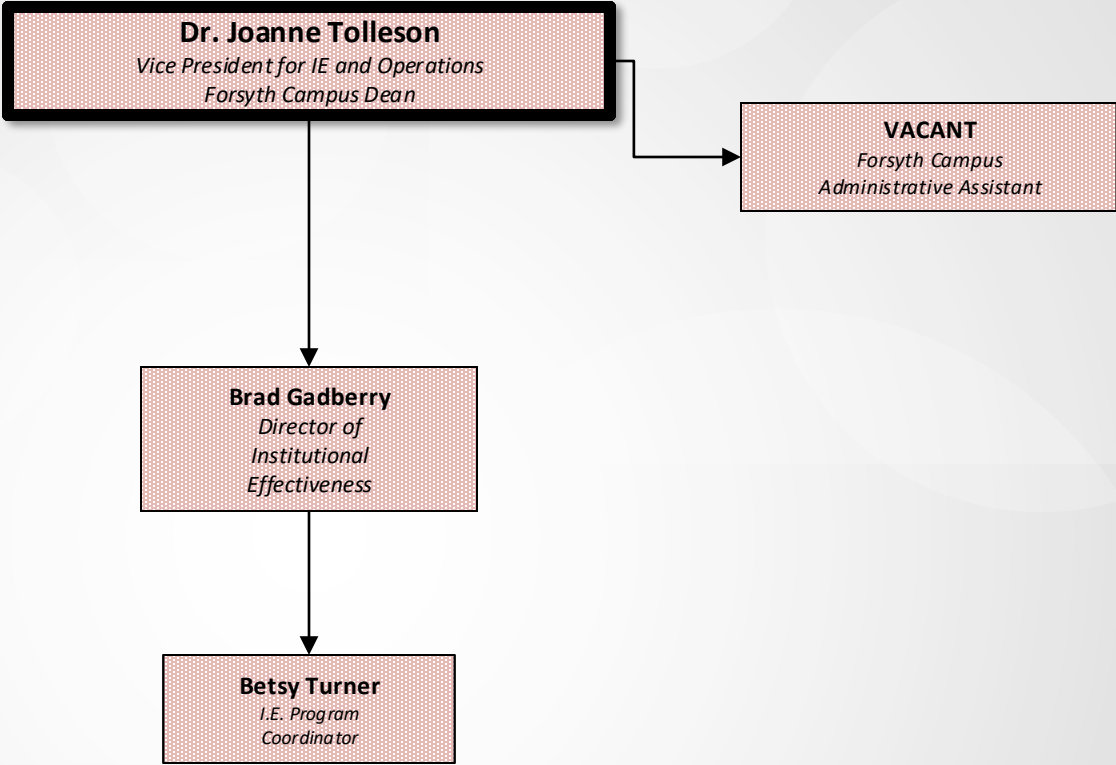 Dr. Joanne Tolleson
Vice President for IE and Operations
Forsyth Campus Dean
VACANT
Forsyth Campus
Administrative Assistant
Brad Gadberry
Director of
Institutional
Effectiveness
Betsy Turner
I.E. Program
Coordinator